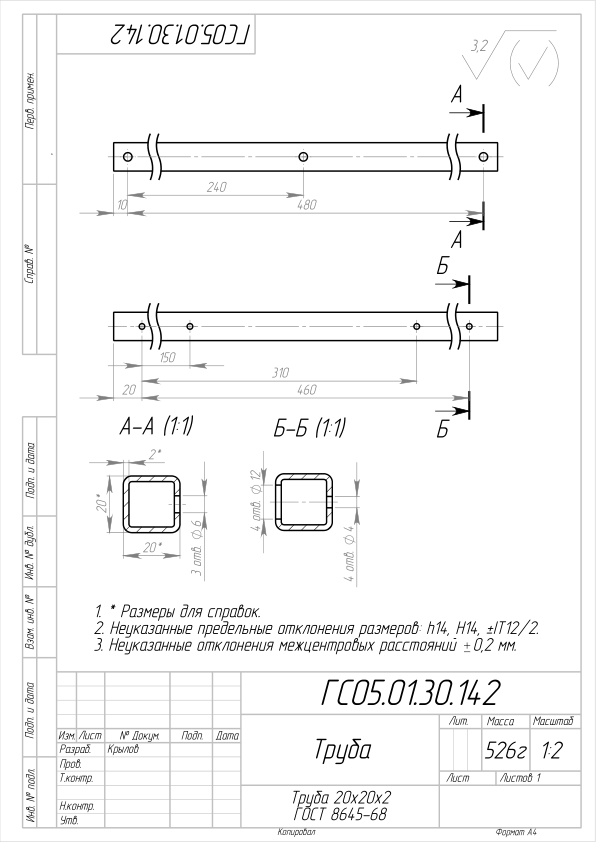 ГС05.01.30.142
3,2
Перв. примен.
Справ. №
Подп. и дата
Инв. № дубл.
Взам. инв. №
Подп. и дата
Инв. № подл.
А
240
10
480
А
Б
150
310
20
460
Б
А-А (1:1)
Б-Б (1:1)
2*
20*
20*
3 отв. ∅ 6
4 отв. ∅ 12
4 отв. ∅ 4
1. * Размеры для справок.
2. Неуказанные предельные отклонения размеров: h14, H14, ±IT12/2.
3. Неуказанные отклонения межцентровых расстояний ±0,2 мм.
ГС05.01.30.142
Изм. Лист № Докум. Подп. Дата
Разраб. Крылов
Пров.
Т.контр.
Н.контр.
Утв.
Труба
Лит. Масса Масштаб
526г 1:2
Лист Листов 1
Труба 20х20х2
ГОСТ 8645-68
Копировал Формат А4